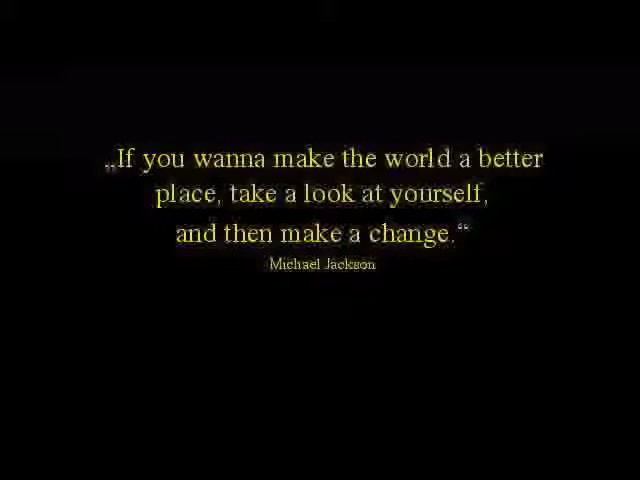 „If you wanna make the world a better
place, take a look at yourself,
and then make a change.“
Michael Jackson